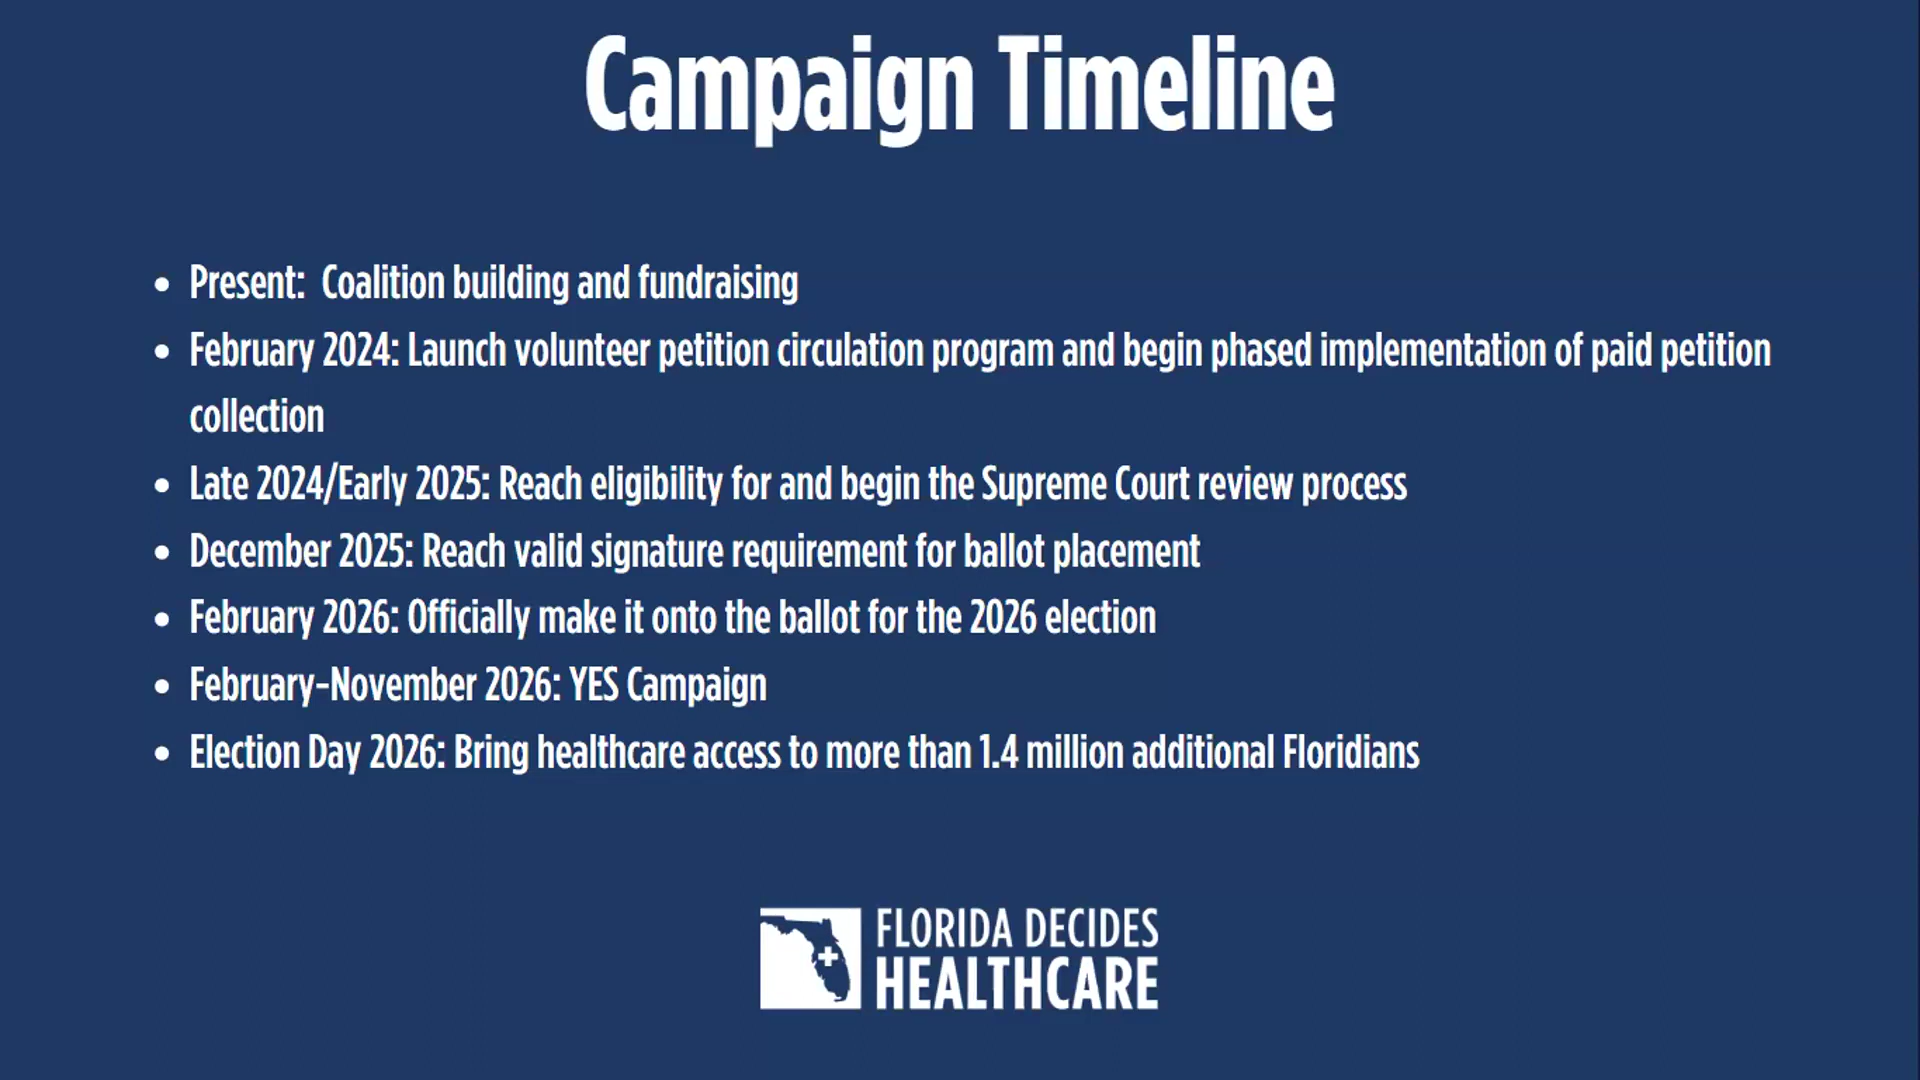 Campaign Timeline
• Present:  Coalition building and fundraising
• February 2024: Launch volunteer petition circulation program and begin phased implementation of paid petition
collection
• Late 2024/Early 2025: Reach eligibility for and begin the Supreme Court review process
• December 2025: Reach valid signature requirement for ballot placement
• February 2026: Officially make it onto the ballot for the 2026 election
• February-November 2026: YES Campaign
• Election Day 2026: Bring healthcare access to more than 1.4 million additional Floridians
FLORIDA DECIDES
HEALTHCARE